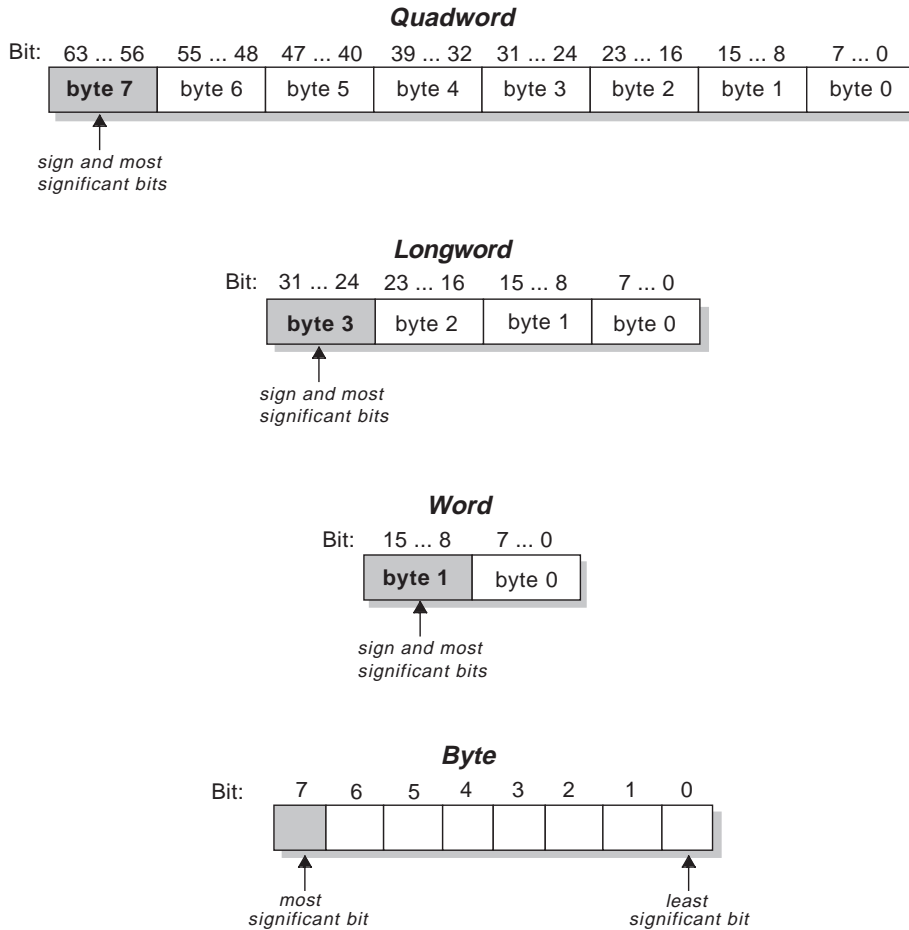 Quadword
Bit: 63 ... 56 55 ... 48 47 ... 40 39 ... 32 31 ... 24 23 ... 16 15 ... 8 7 ... 0
byte 7 byte 6 byte 5 byte 4 byte 3 byte 2 byte 1 byte 0
sign and most
significant bits
Longword
Bit: 31 ... 24 23 ... 16 15 ... 8 7 ... 0
byte 3 byte 2 byte 1 byte 0
sign and most
significant bits
Word
Bit: 15 ... 8 7 ... 0
byte 1 byte 0
sign and most
significant bits
Byte
Bit: 7 6 5 4 3 2 1 0
most least
significant bit significant bit